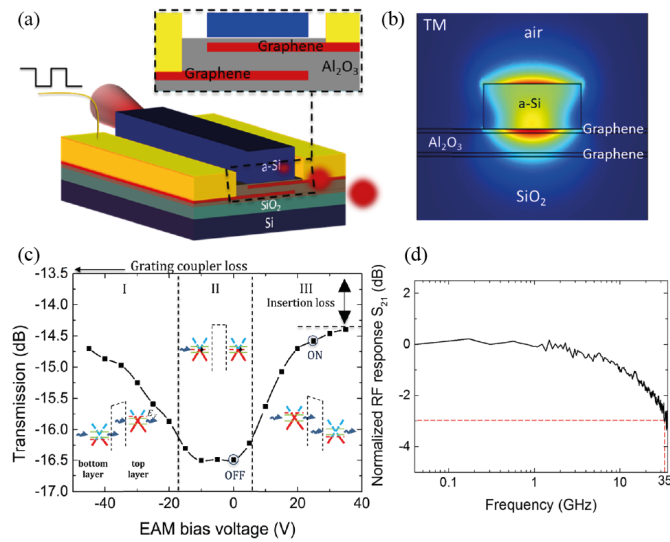 (a)
Graphene
Al2O3
Graphene
a-Si
SiO2
Si
(b)
TM
air
a-Si
Graphene
Al2O3
Graphene
SiO2
(c)
Grating coupler loss
I II III
Insertion loss
ON
OFF
bottom layer
top layer
-13.5
-14.0
-14.5
-15.0
-15.5
-16.0
-16.5
-17.0
Transmission (dB)
-40 -20 0 20 40
EAM bias voltage (V)
(d)
2
0
-2
-4
Normalized RF response S21 (dB)
0.1 1 10 35
Frequency (GHz)